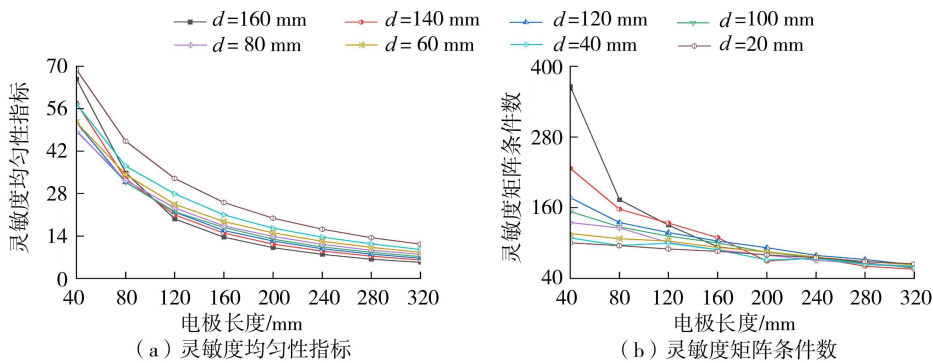 d=160 mm d=140 mm d=120 mm d=100 mm
d= 80 mm d= 60 mm d=40 mm d=20 mm
灵敏度均匀性指标
70
56
42
28
14
0
40 80 120 160 200 240 280 320
电极长度/mm
(a)灵敏度均匀性指标
灵敏度矩阵条件数
400
280
160
40
40 80 120 160 200 240 280 320
电极长度/mm
(b)灵敏度矩阵条件数